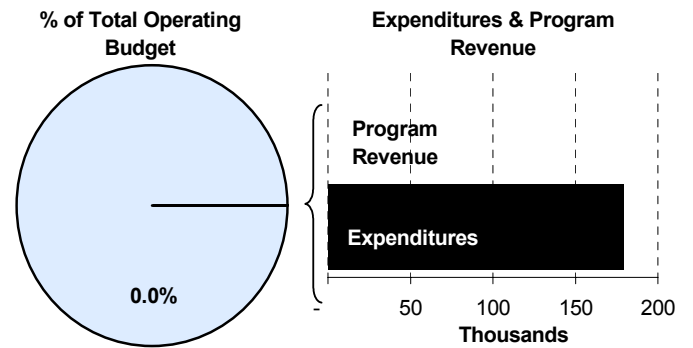 % of Total Operating
Budget
Expenditures & Program
Revenue
Program
Revenue
Expenditures
0.0%
- 50 100 150 200
Thousands